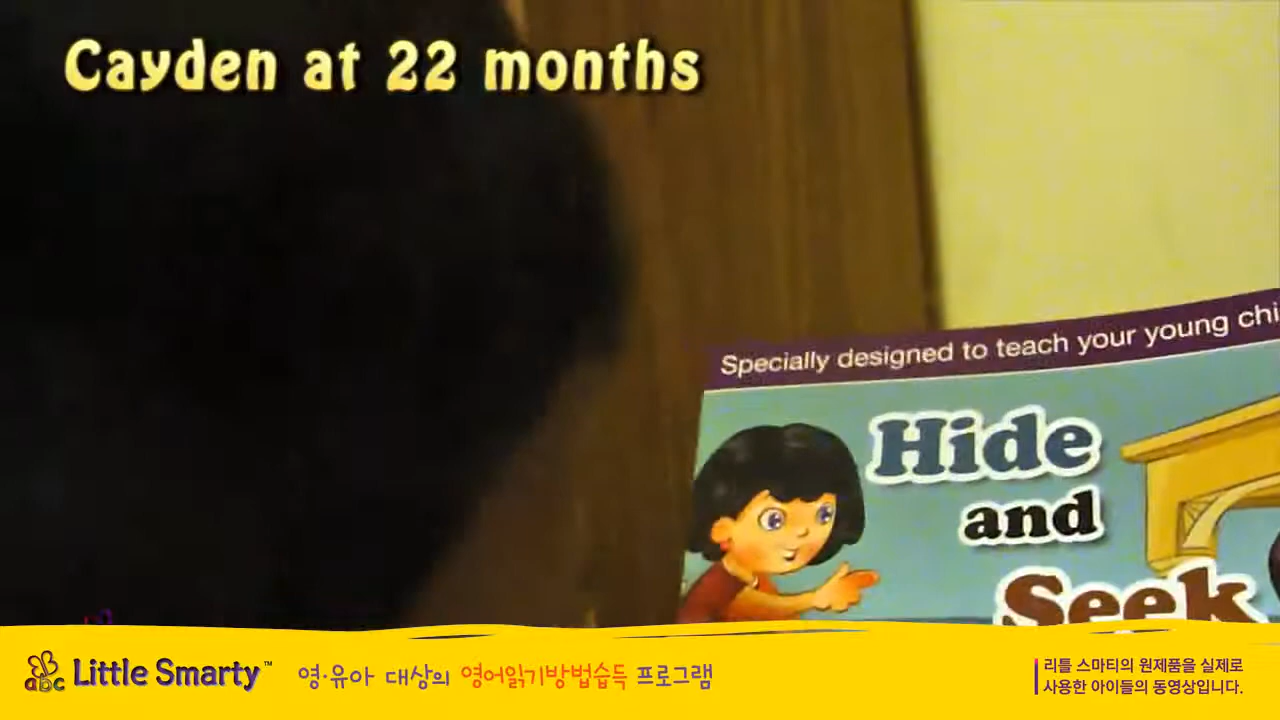 Cayden at 22 months
Specially designed to teach your young chi
Hide
and
Seek
abc Little Smarty™
영·유아 대상의 영어읽기방법습득 프로그램
리틀 스마티의 원제품을 실제로
사용한 아이들의 동영상입니다.